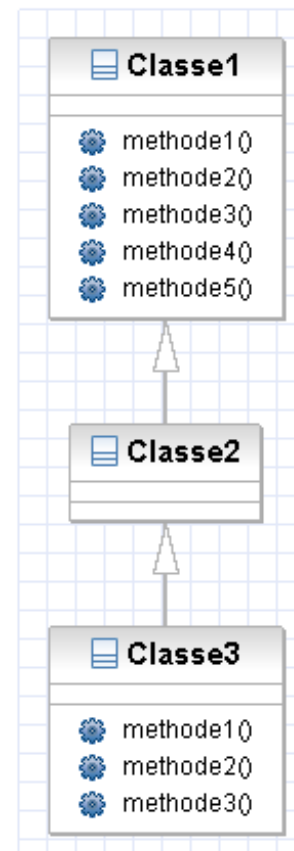 Classe1
methode1()
methode2()
methode3()
methode4()
methode5()
Classe2
Classe3
methode1()
methode2()
methode3()